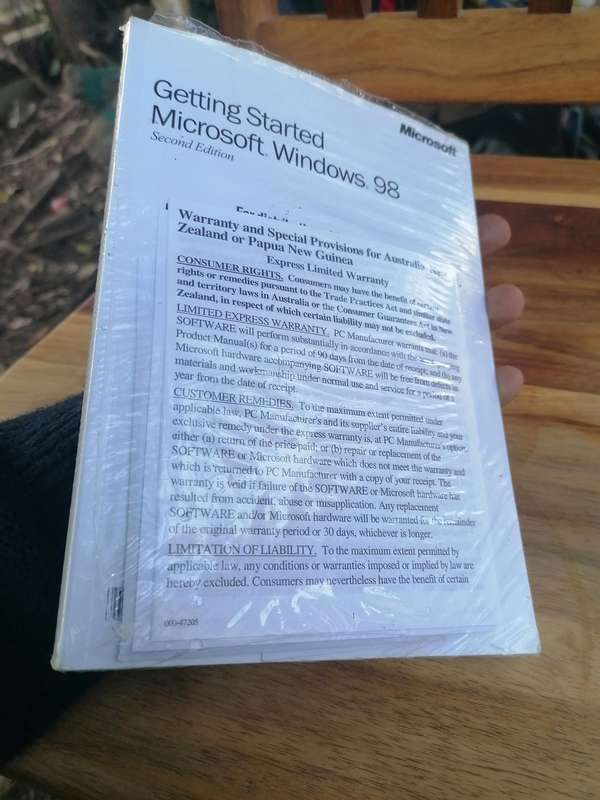 Getting Started
Microsoft® Windows® 98
Second Edition
Microsoft®
Warranty and Special Provisions for Australia, New
Zealand or Papua New Guinea
Express Limited Warranty
CONSUMER RIGHTS. Consumers may have the benefit of certain
rights or remedies pursuant to the Trade Practices Act and similar state
and territory laws in Australia or the Consumer Guarantees Act in New
Zealand, in respect of which certain liability may not be excluded.
LIMITED EXPRESS WARRANTY. PC Manufacturer warrants that (a) the
SOFTWARE will perform substantially in accordance with the
Product Manual(s) for a period of 90 days from the date of receipt; and (b) any
Microsoft hardware accompanying SOFTWARE will be free from defects in
materials and workmanship under normal use and service for a period of 1
year from the date of receipt.
CUSTOMER REMEDIES. To the maximum extent permitted under
applicable law, PC Manufacturer's and its supplier's entire liability and your
exclusive remedy under the express warranty is, at PC Manufacturer's option,
either (a) return of the price paid; or (b) repair or replacement of the
SOFTWARE or Microsoft hardware which does not meet the warranty and
which is returned to PC Manufacturer with a copy of your receipt. The
warranty is void if failure of the SOFTWARE or Microsoft hardware has
resulted from accident, abuse or misapplication. Any replacement
SOFTWARE and/or Microsoft hardware will be warranted for the remainder
of the original warranty period or 30 days, whichever is longer.
LIMITATION OF LIABILITY. To the maximum extent permitted by
applicable law, any conditions or warranties imposed or implied by law are
hereby excluded. Consumers may nevertheless have the benefit of certain
000-47205